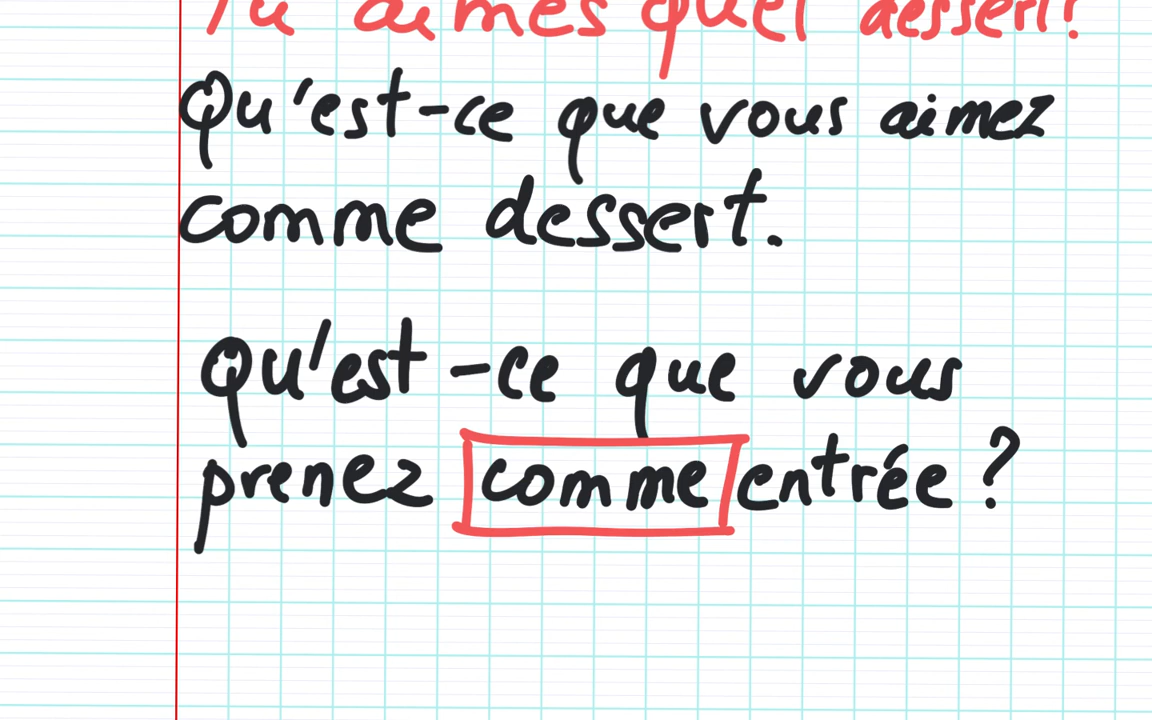 Tu aimes quel dessert?
Qu'est-ce que vous aimez
comme dessert.
Qu'est-ce que vous
prenez comme entrée ?